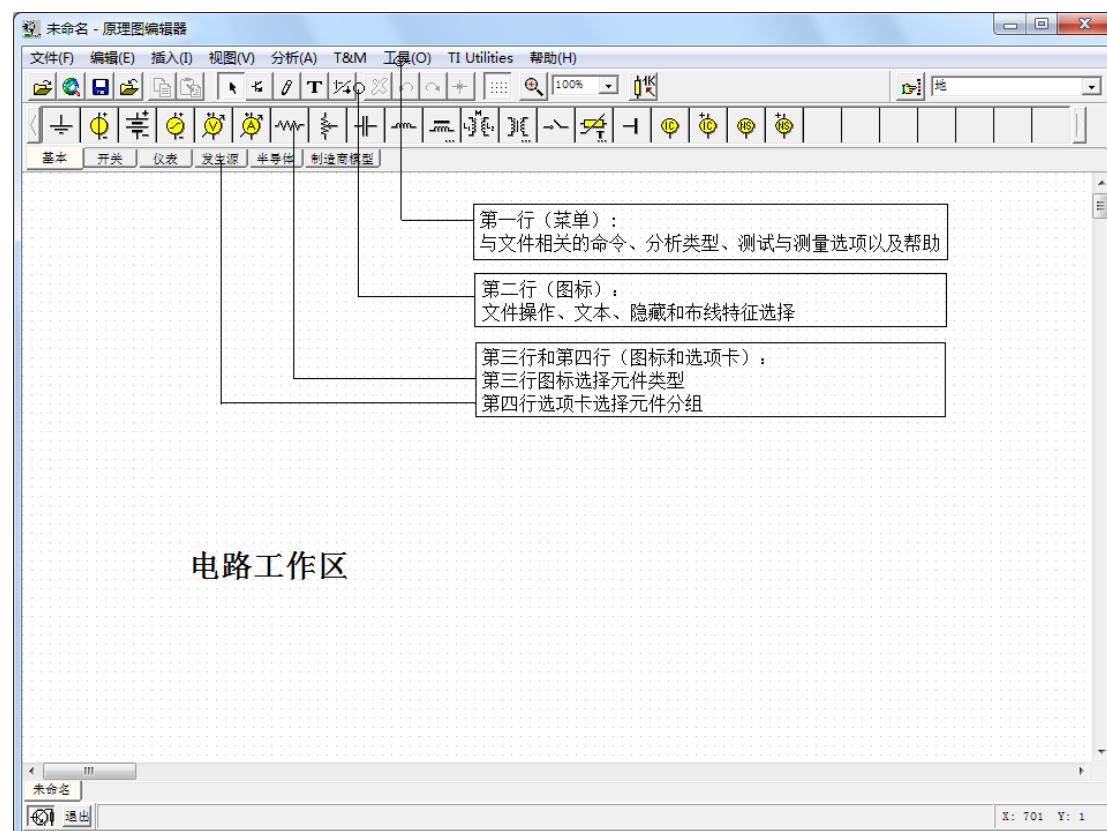 未命名 - 原理图编辑器
文件(F) 编辑(E) 插入(I) 视图(V) 分析(A) T&M 工具(O) TI Utilities 帮助(H)
T 100% 1K 地
基本 开关 仪表 发生源 半导体 制造商模型
第一行（菜单）:
与文件相关的命令、分析类型、测试与测量选项以及帮助
第二行（图标）:
文件操作、文本、隐藏和布线特征选择
第三行和第四行（图标和选项卡）:
第三行图标选择元件类型
第四行选项卡选择元件分组
电路工作区
未命名
退出 X: 701 Y: 1